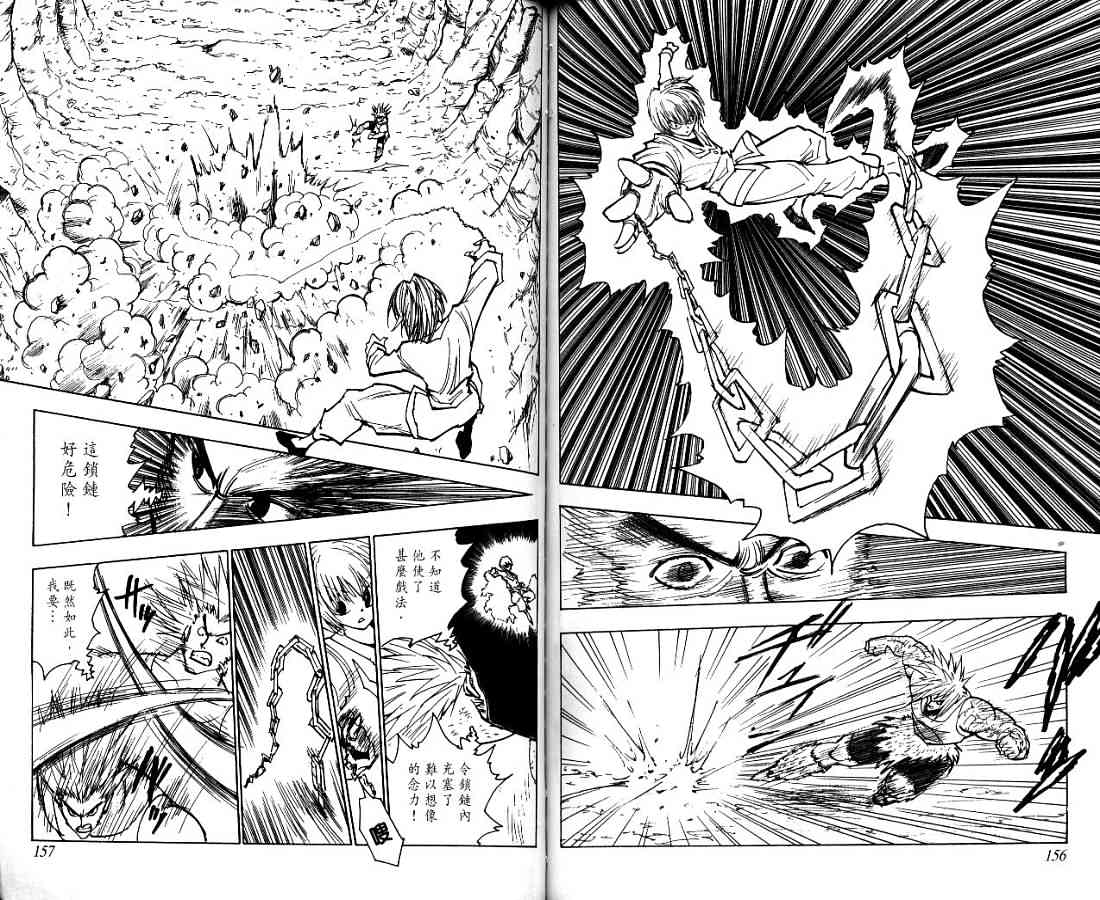 156
這鎖鏈
好危險！
不知道
他使了
甚麼戲法．
令鎖鏈內
充塞了
難以想像
的念力！
嗖
既然如此．
我要…
157